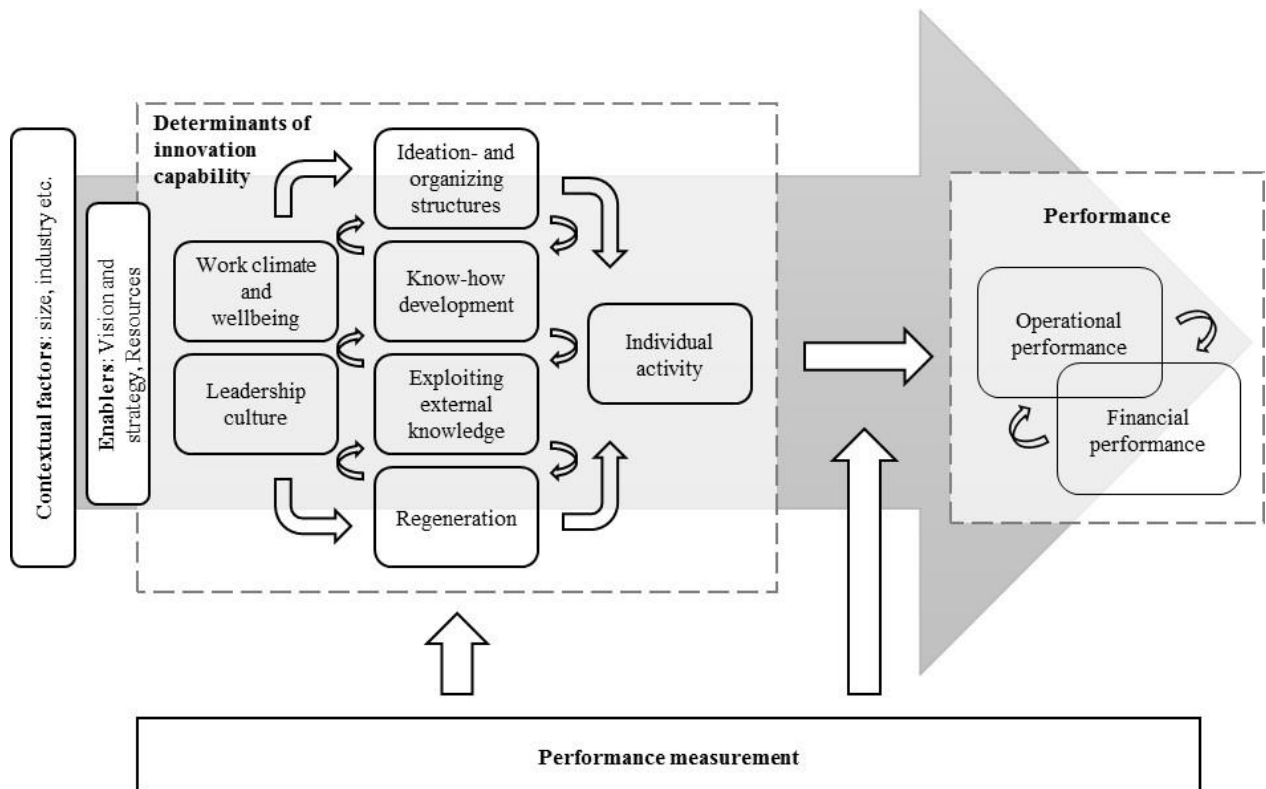 Contextual factors: size, industry etc.
Enablers: Vision and
strategy, Resources
Determinants of
innovation
capability
Work climate
and
wellbeing
Leadership
culture
Ideation- and
organizing
structures
Know-how
development
Exploiting
external
knowledge
Regeneration
Individual
activity
Performance
Operational
performance
Financial
performance
Performance measurement